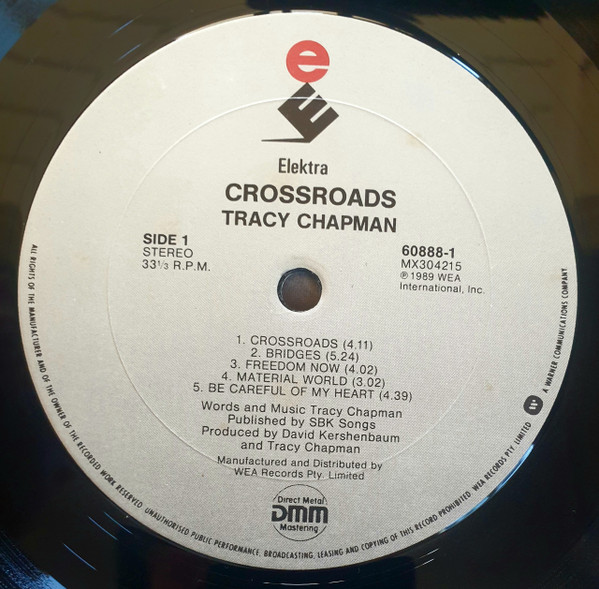 e
E
Elektra
CROSSROADS
TRACY CHAPMAN
SIDE 1
STEREO
33⅓ R.P.M.
60888-1
MX304215
℗ 1989 WEA
International, Inc.
1. CROSSROADS (4.11)
2. BRIDGES (5.24)
3. FREEDOM NOW (4.02)
4. MATERIAL WORLD (3.02)
5. BE CAREFUL OF MY HEART (4.39)
Words and Music Tracy Chapman
Published by SBK Songs
Produced by David Kershenbaum
and Tracy Chapman
Manufactured and Distributed by
WEA Records Pty. Limited
Direct Metal
DMM
Mastering
ALL RIGHTS OF THE MANUFACTURER AND OF THE OWNER OF THE RECORDED WORK RESERVED. UNAUTHORISED PUBLIC PERFORMANCE, BROADCASTING, LEASING AND COPYING OF THIS RECORD PROHIBITED. WEA RECORDS PTY. LIMITED
A WARNER COMMUNICATIONS COMPANY.